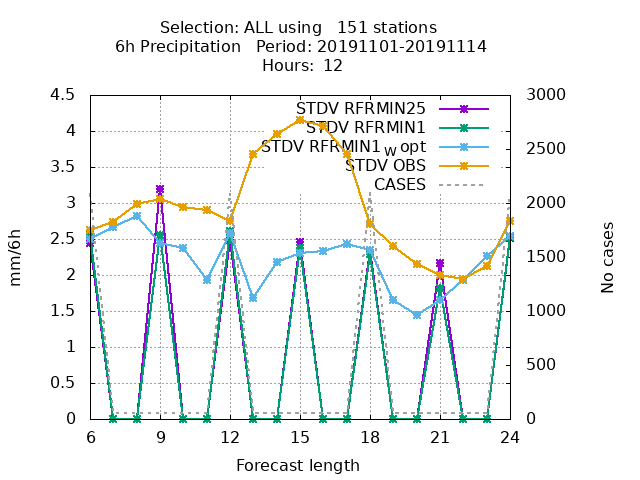 Selection: ALL using   151 stations
6h Precipitation   Period: 20191101-20191114
Hours:  12
4.5
4
3.5
3
2.5
2
1.5
1
0.5
0
3000
2500
2000
1500
1000
500
0
STDV RFRMIN25
STDV RFRMIN1
STDV RFRMIN1wopt
STDV OBS
CASES
mm/6h
No cases
6 9 12 15 18 21 24
Forecast length